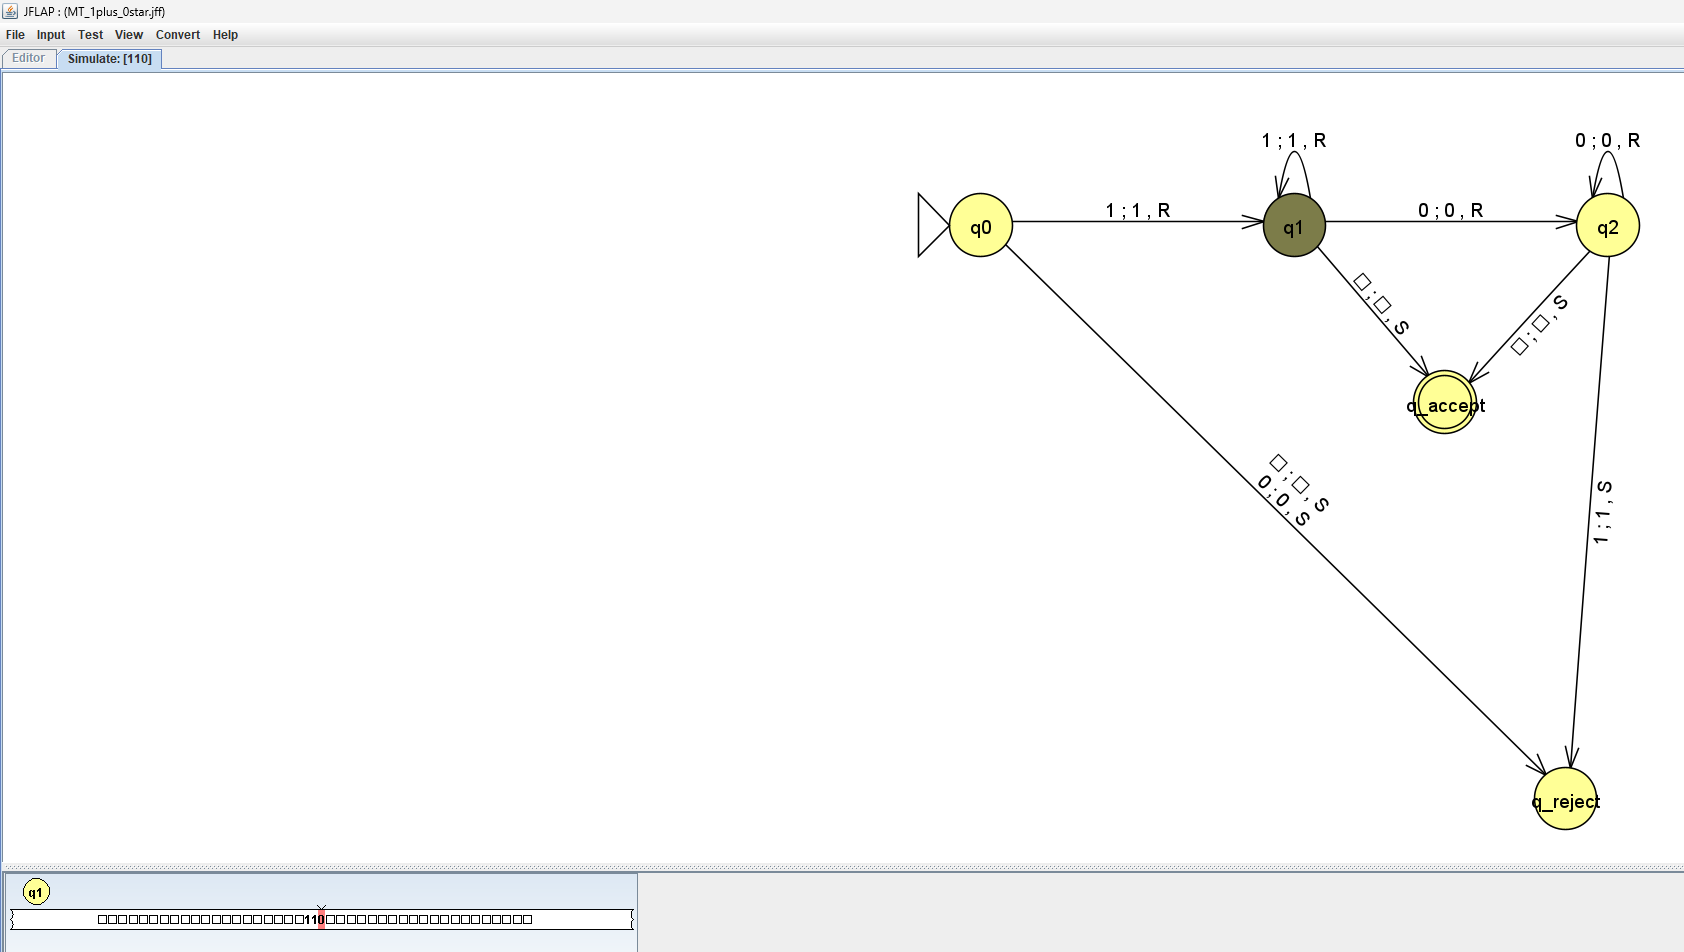 JFLAP : (MT_1plus_0star.jff)
File Input Test View Convert Help
Editor Simulate: [110]
1 ; 1 , R
0 ; 0 , R
1 ; 1 , R
0 ; 0 , R
q0
q1
q2
□ ; □ , S
□ ; □ , S
q_accept
□ ; □ , S
0 ; 0 , S
1 ; 1 , S
q_reject
q1
□□□□□□□□□□□□□□□□□□□□110□□□□□□□□□□□□□□□□□□□□